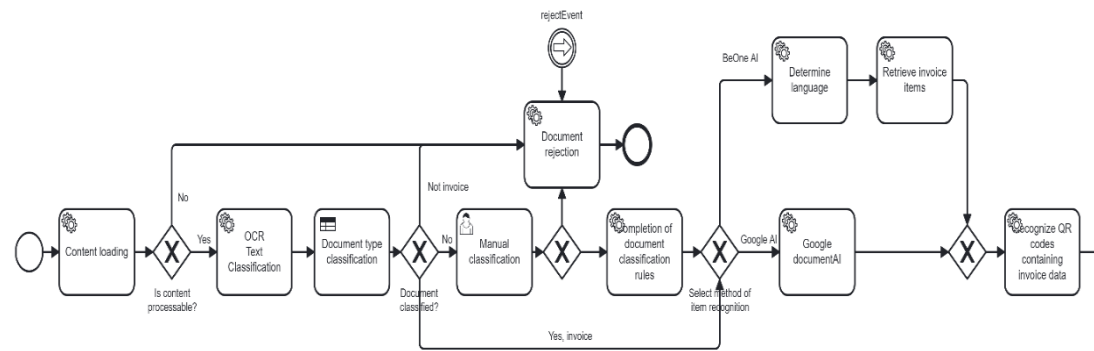 rejectEvent
BeOne AI
Determine
language
Retrieve invoice
items
Document
rejection
Not invoice
No
Content loading
Yes
OCR
Text
Classification
Document type
classification
No
Manual
classification
Completion of
document
classification
rules
Google AI
Google
documentAI
Recognize QR
codes
containing
invoice data
Is content
processable?
Document
classified?
Select method of
item recognition
Yes, invoice